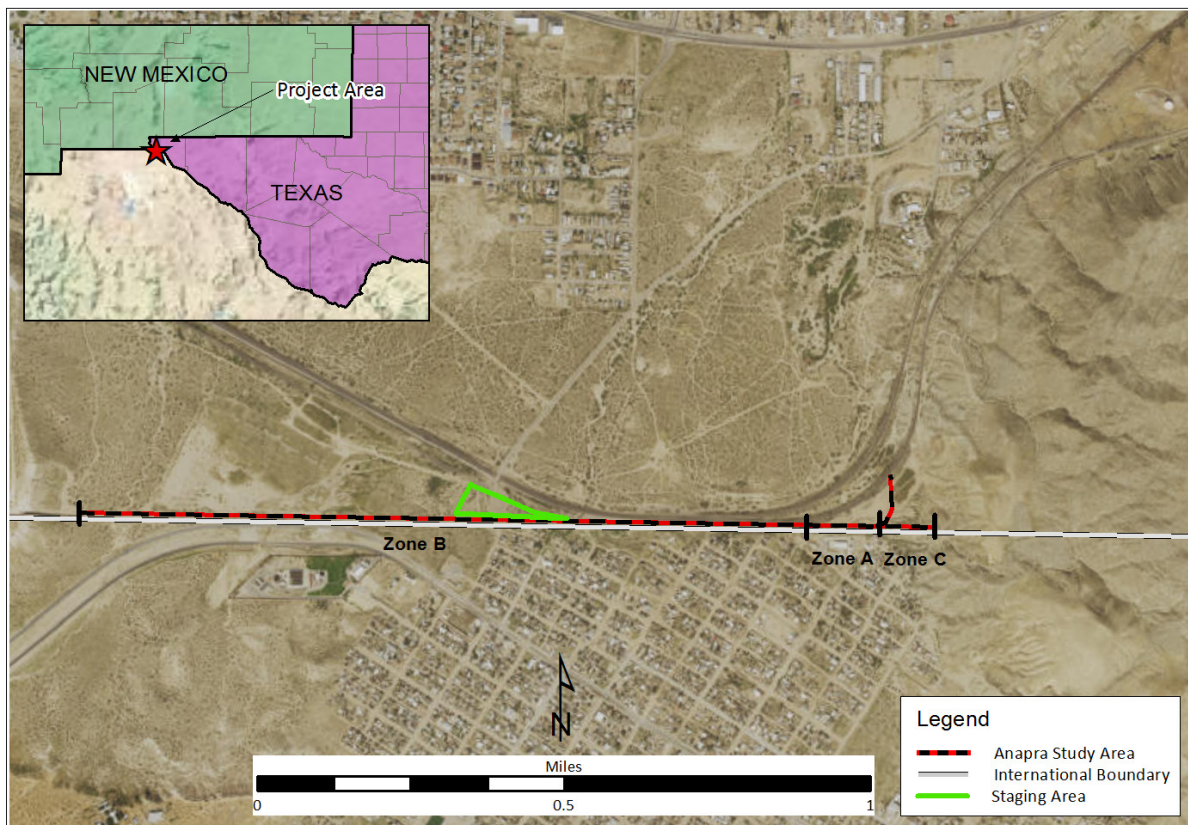 NEW MEXICO
Project Area
TEXAS
Zone B
Zone A
Zone C
N
Miles
0
0.5
1
Legend
Anapra Study Area
International Boundary
Staging Area